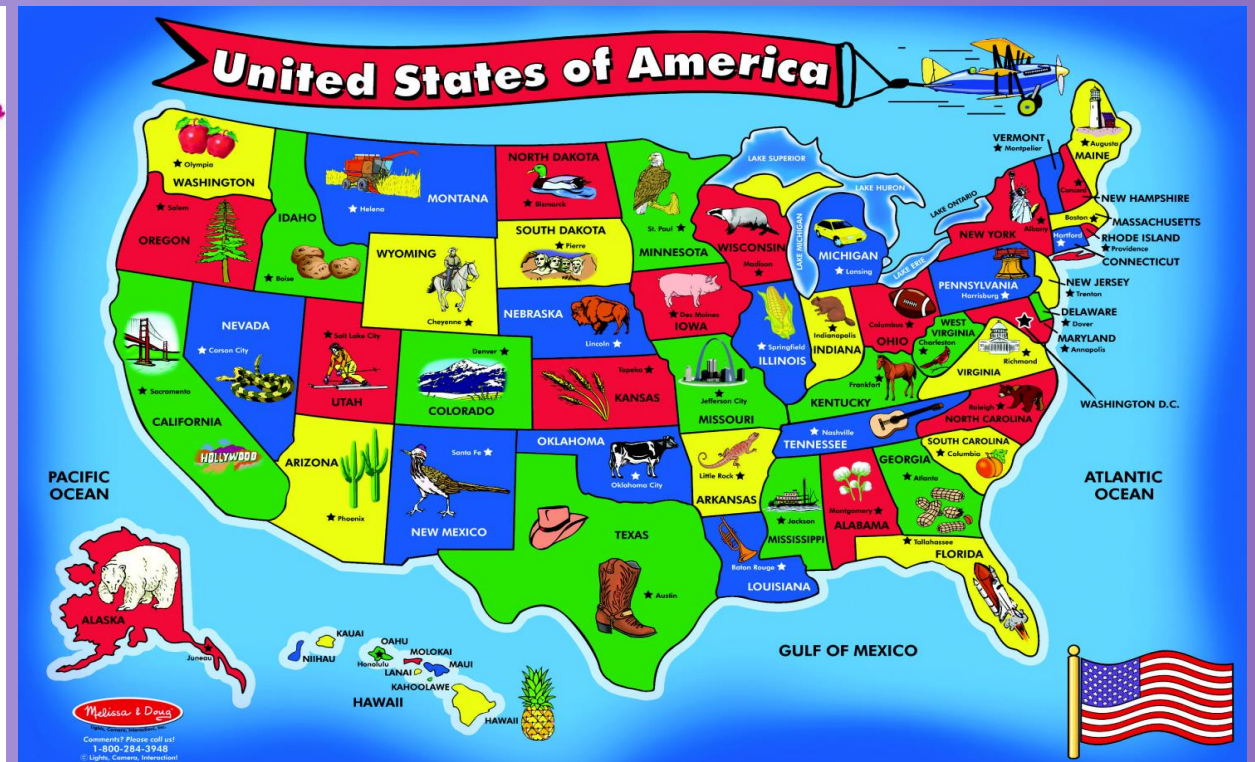 United States of America
Olympia
WASHINGTON
Salem
OREGON
IDAHO
Boise
Helena
MONTANA
NORTH DAKOTA
Bismarck
SOUTH DAKOTA
Pierre
WYOMING
Cheyenne
St. Paul
MINNESOTA
LAKE SUPERIOR
LAKE MICHIGAN
LAKE HURON
LAKE ERIE
LAKE ONTARIO
WISCONSIN
Madison
MICHIGAN
Lansing
VERMONT
Montpelier
Augusta
MAINE
Concord
NEW HAMPSHIRE
Boston
MASSACHUSETTS
Hartford
RHODE ISLAND
Providence
CONNECTICUT
NEW YORK
Albany
PENNSYLVANIA
Harrisburg
NEW JERSEY
Trenton
DELAWARE
Dover
MARYLAND
Annapolis
WASHINGTON D.C.
NEBRASKA
Lincoln
Des Moines
IOWA
Springfield
ILLINOIS
Indianapolis
INDIANA
Columbus
OHIO
WEST
VIRGINIA
Charleston
Richmond
VIRGINIA
Frankfort
KENTUCKY
NEVADA
Carson City
Salt Lake City
UTAH
Denver
COLORADO
Topeka
KANSAS
Jefferson City
MISSOURI
Sacramento
CALIFORNIA
HOLLYWOOD
ARIZONA
Phoenix
Santa Fe
NEW MEXICO
OKLAHOMA
Oklahoma City
Little Rock
ARKANSAS
Nashville
TENNESSEE
Raleigh
NORTH CAROLINA
SOUTH CAROLINA
Columbia
GEORGIA
Atlanta
Montgomery
ALABAMA
Jackson
MISSISSIPPI
Baton Rouge
LOUISIANA
TEXAS
Austin
Tallahassee
FLORIDA
PACIFIC
OCEAN
ATLANTIC
OCEAN
GULF OF MEXICO
ALASKA
Juneau
KAUAI
NIIHAU
OAHU
Honolulu
MOLOKAI
LANAI
MAUI
KAHOOLAWE
HAWAII
HAWAII
Melissa & Doug
Lights, Camera, Interaction, Inc.
Comments? Please call us!
1-800-284-3948
© Lights, Camera, Interaction!